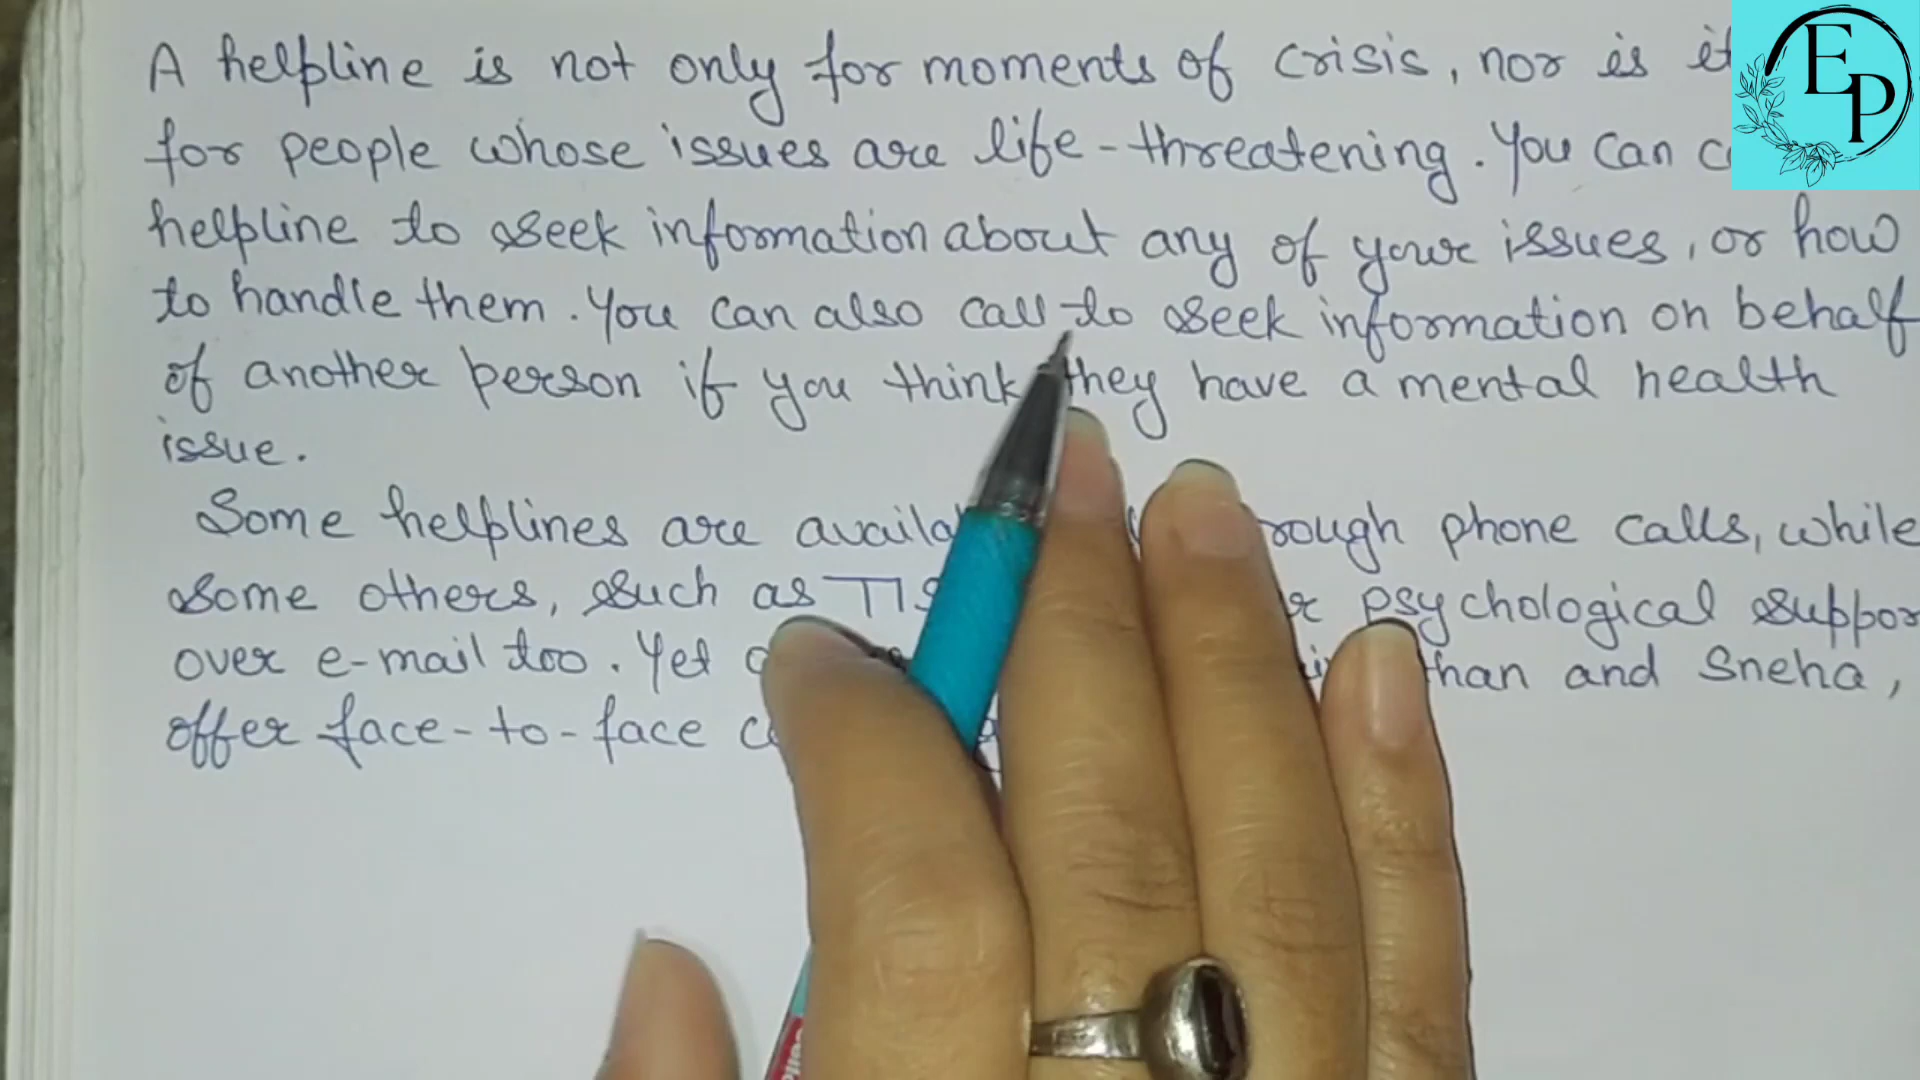 A helpline is not only for moments of crisis, nor is it
for people whose issues are life-threatening. You can
helpline to seek information about any of your issues, or how
to handle them. You can also call to seek information on behalf
of another person if you think they have a mental health
issue.
Some helplines are phone calls, while
some others, such as psychological
over e-mail too. Yet and Sneha,
offer face-to-face
EP